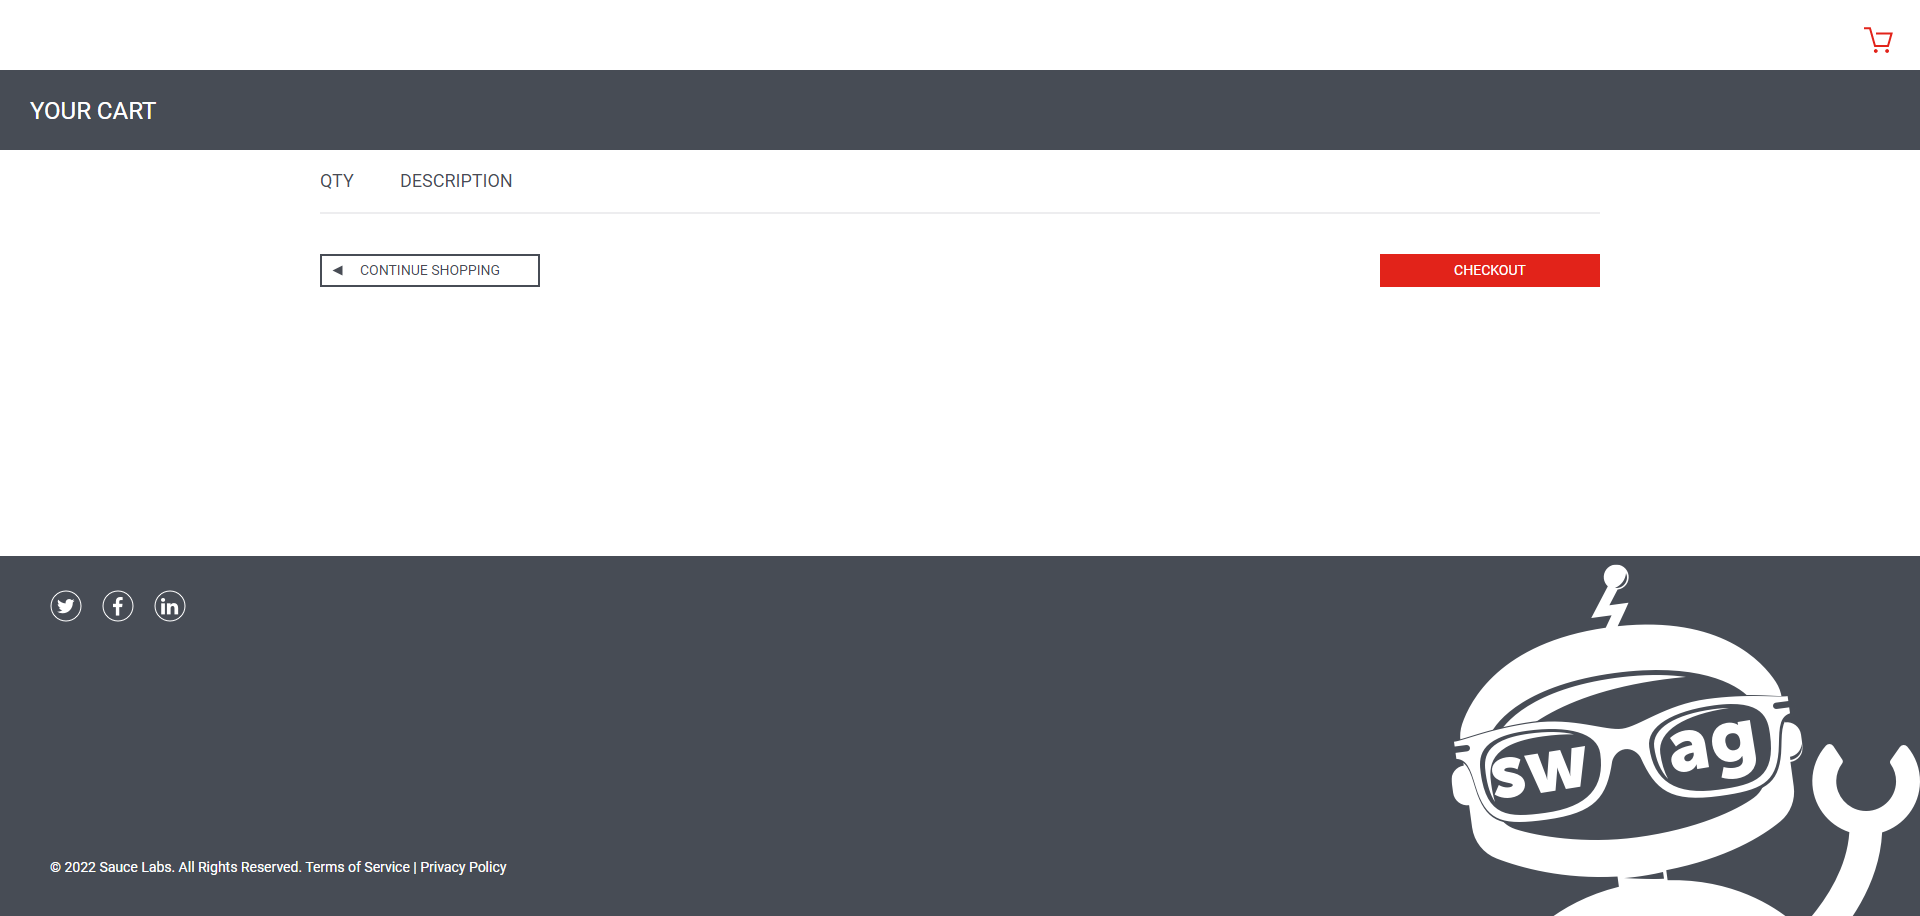 YOUR CART
QTY DESCRIPTION
CONTINUE SHOPPING
CHECKOUT
sw ag
© 2022 Sauce Labs. All Rights Reserved. Terms of Service | Privacy Policy